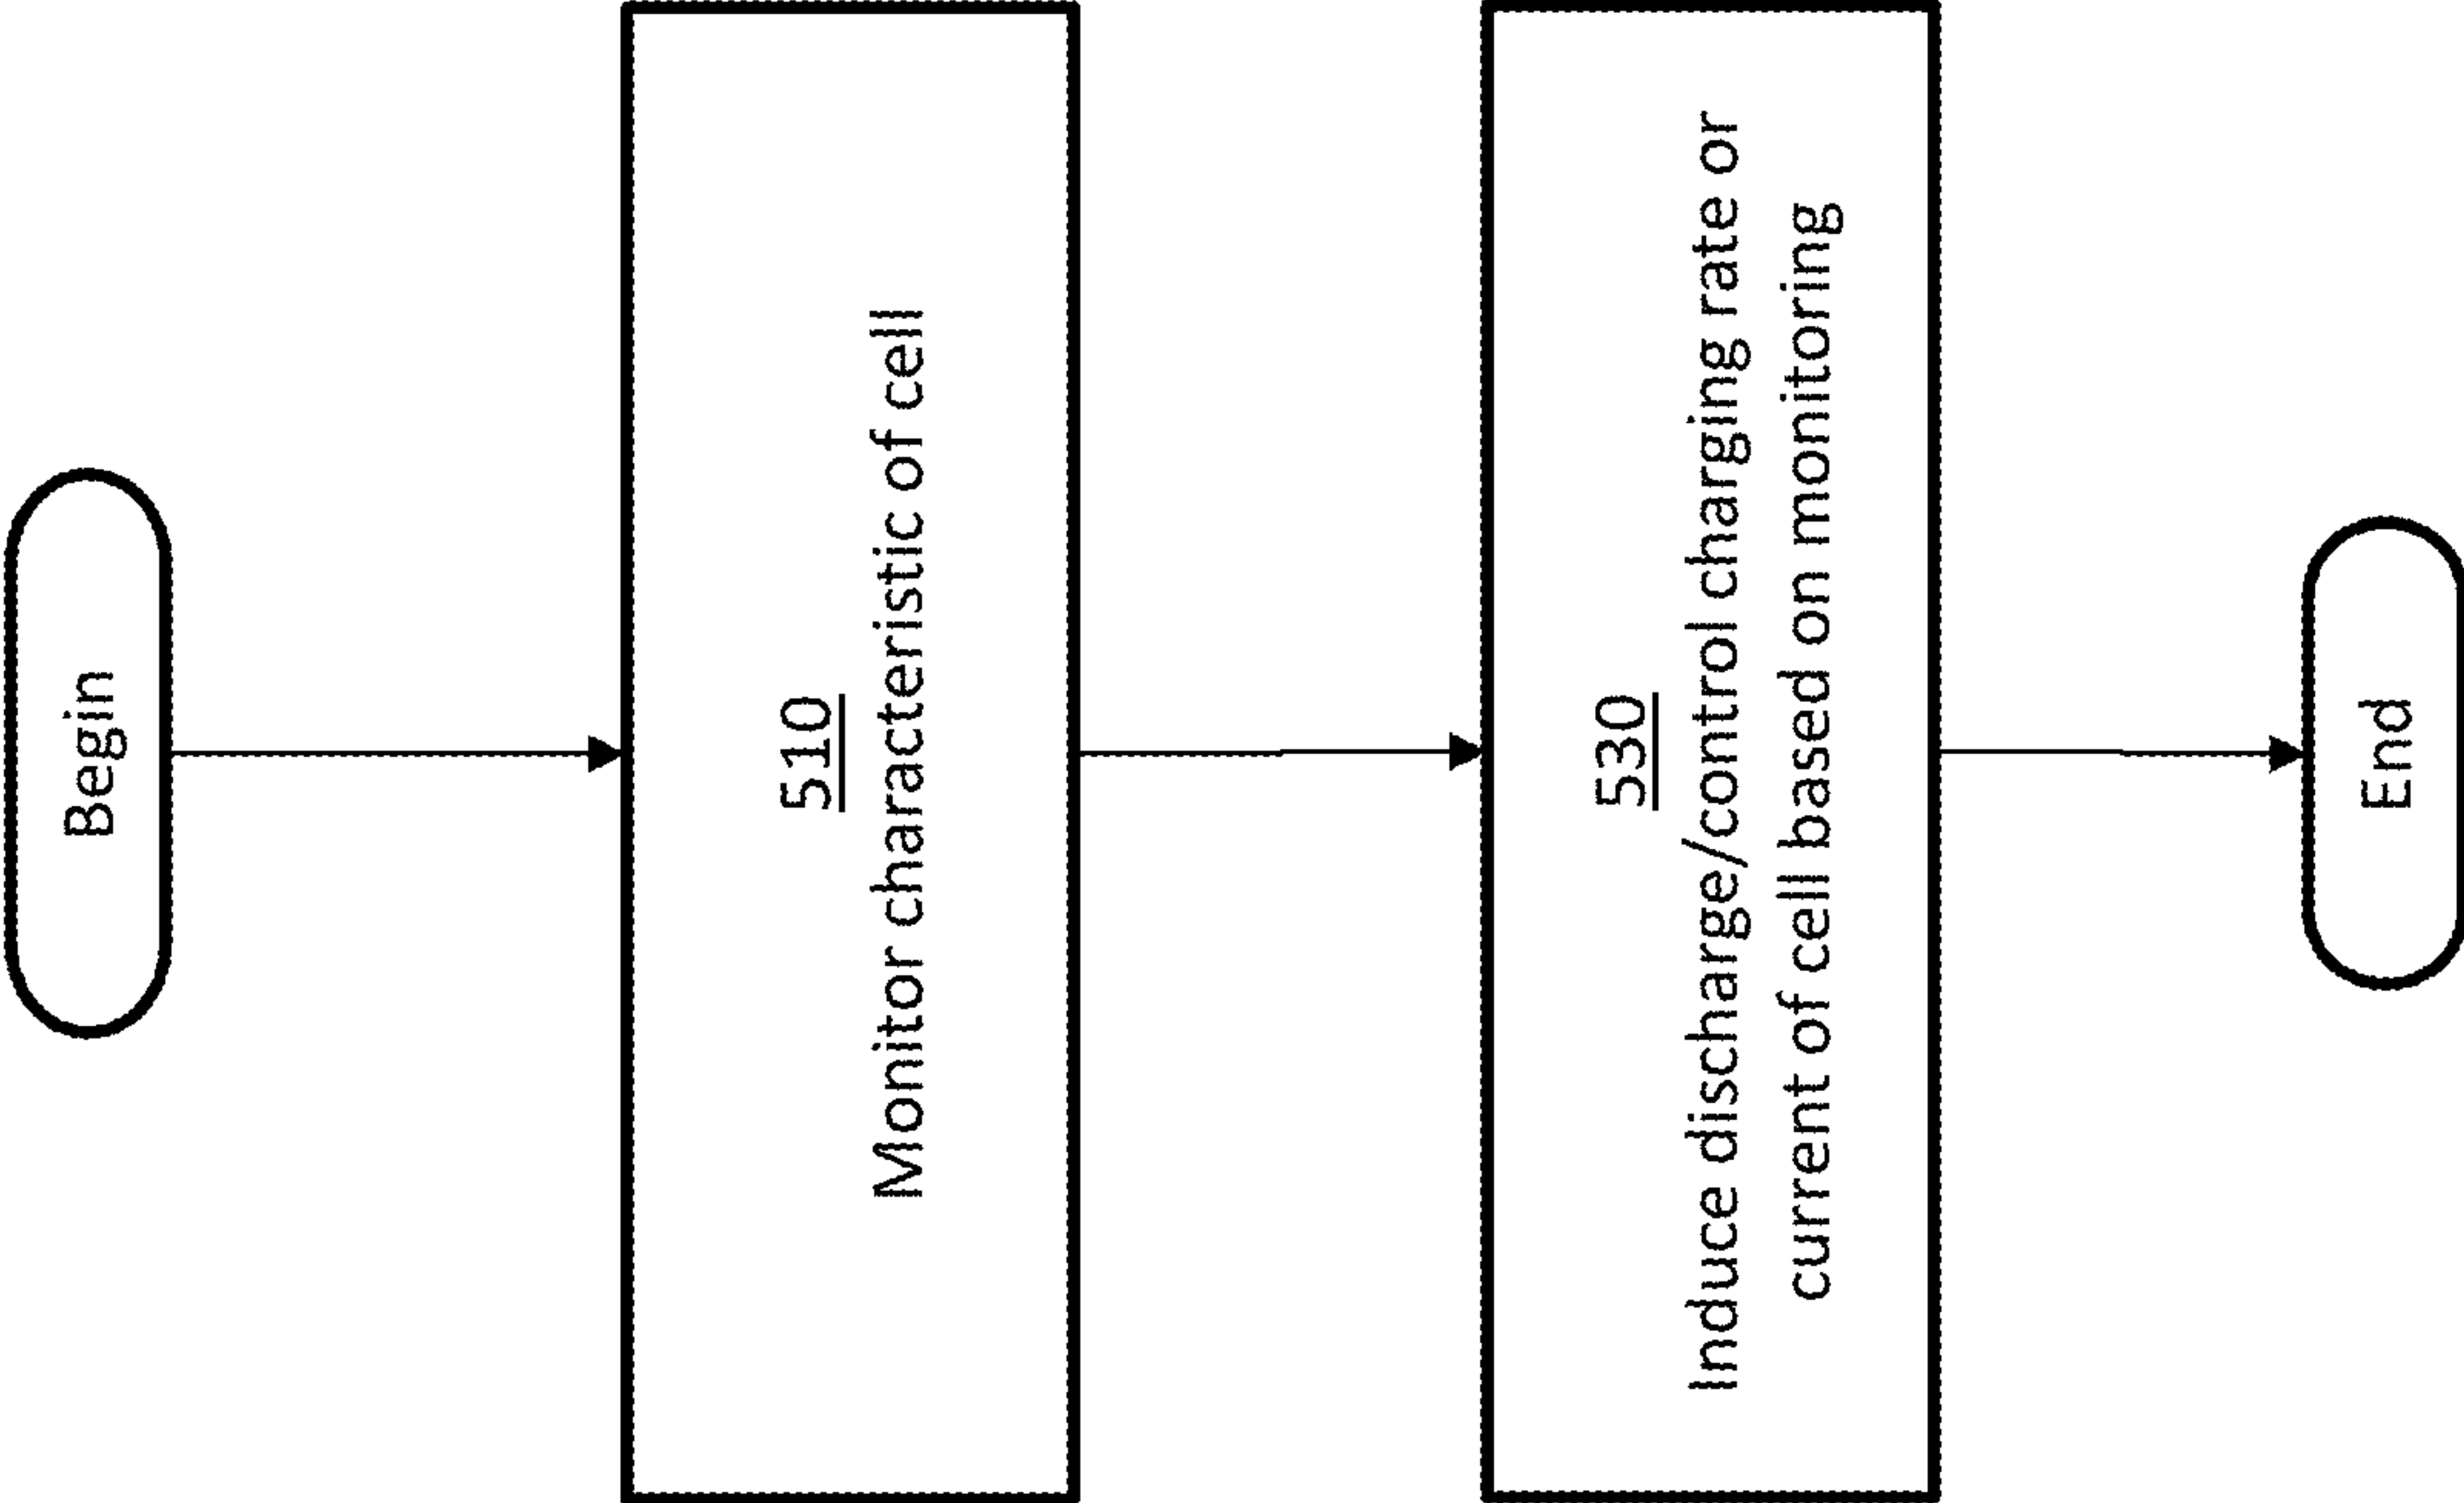 Begin
510
Monitor characteristic of cell
530
Induce discharge/control charging rate or
current of cell based on monitoring
End